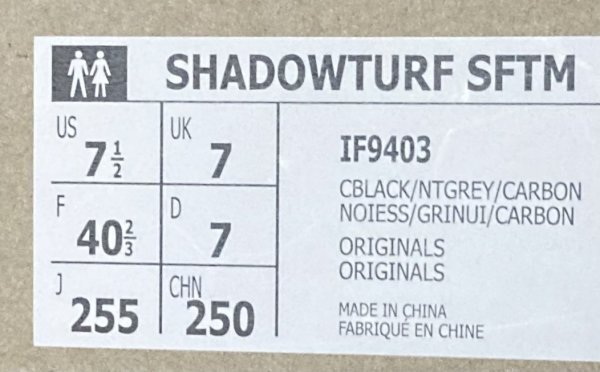 SHADOWTURF SFTM
US 7½ UK 7
F 40⅔ D 7
J 255 CHN 250
IF9403
CBLACK/NTGREY/CARBON
NOIESS/GRINUI/CARBON
ORIGINALS
ORIGINALS
MADE IN CHINA
FABRIQUÉ EN CHINE